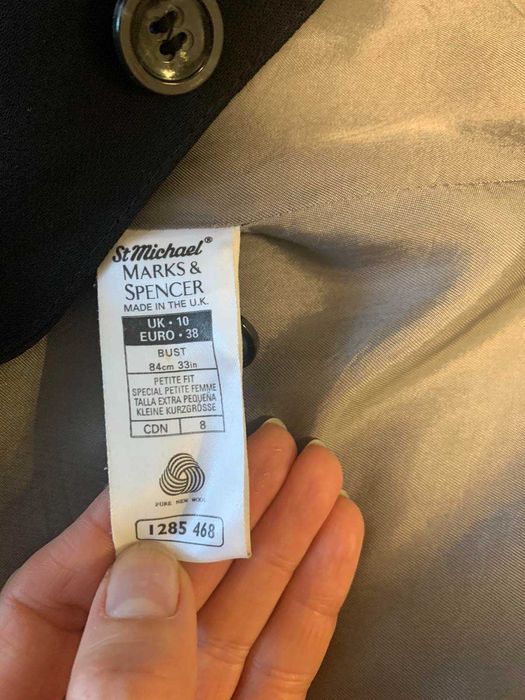 St Michael®
MARKS &
SPENCER
MADE IN THE U.K.
UK • 10
EURO • 38
BUST
84cm 33in
PETITE FIT
SPECIAL PETITE FEMME
TALLA EXTRA PEQUENA
KLEINE KURZGRÖSSE
CDN 8
PURE NEW WOOL
1285 468